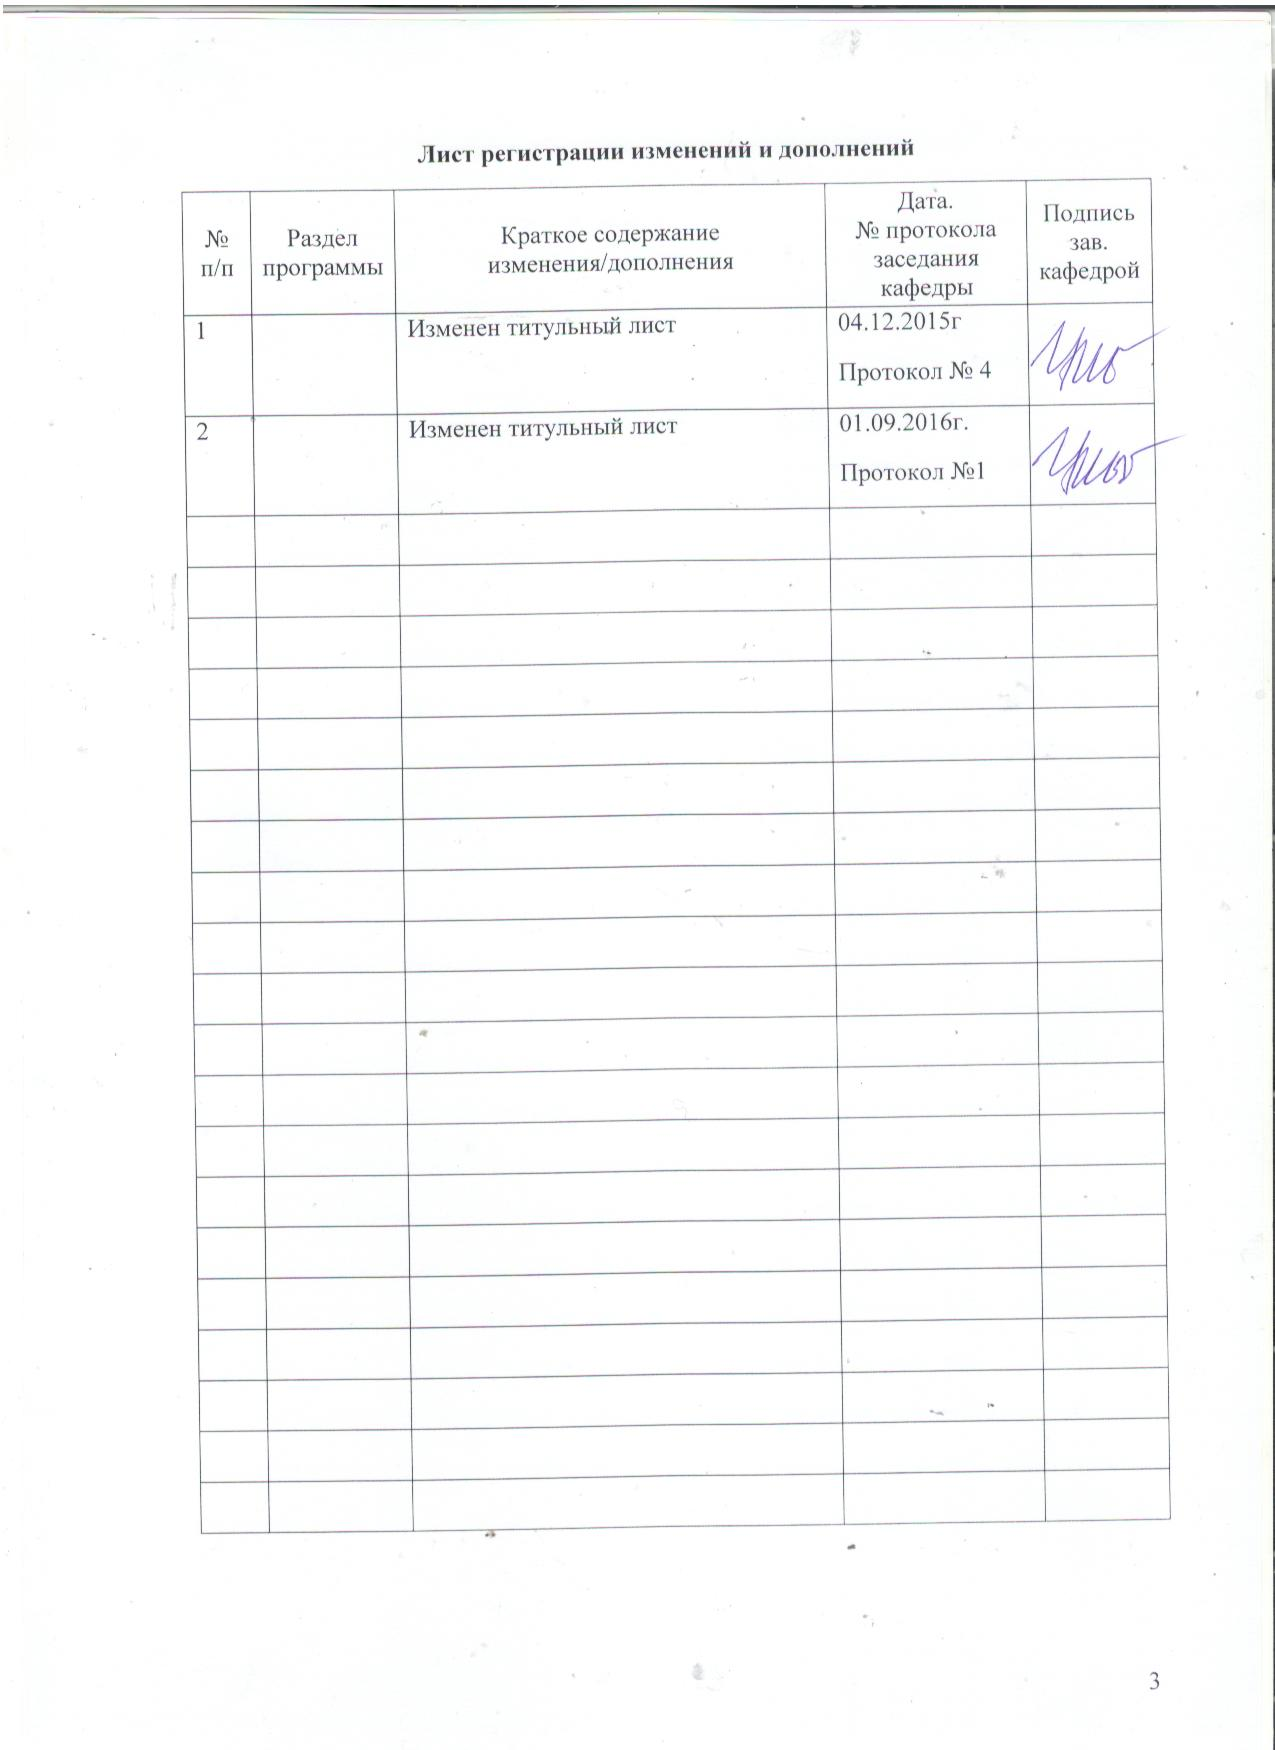 Лист регистрации изменений и дополнений
№
п/п
Раздел
программы
Краткое содержание
изменения/дополнения
Дата.
№ протокола
заседания
кафедры
Подпись
зав.
кафедрой
1
Изменен титульный лист
04.12.2015г
Протокол № 4
2
Изменен титульный лист
01.09.2016г.
Протокол №1
3